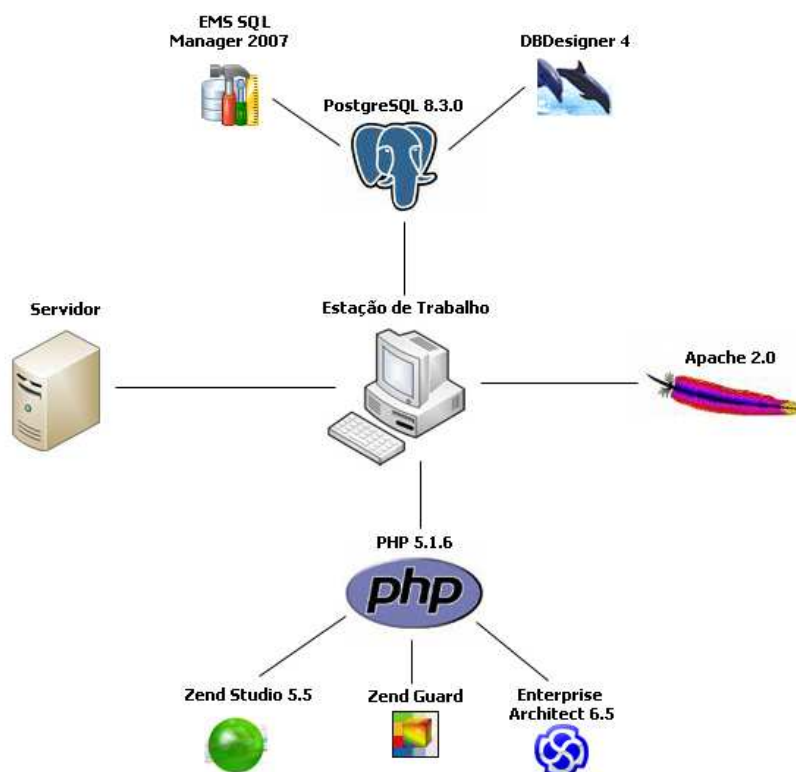 EMS SQL
Manager 2007
DBDesigner 4
PostgreSQL 8.3.0
Servidor
Estação de Trabalho
Apache 2.0
PHP 5.1.6
php
Zend Studio 5.5
Zend Guard
Enterprise
Architect 6.5